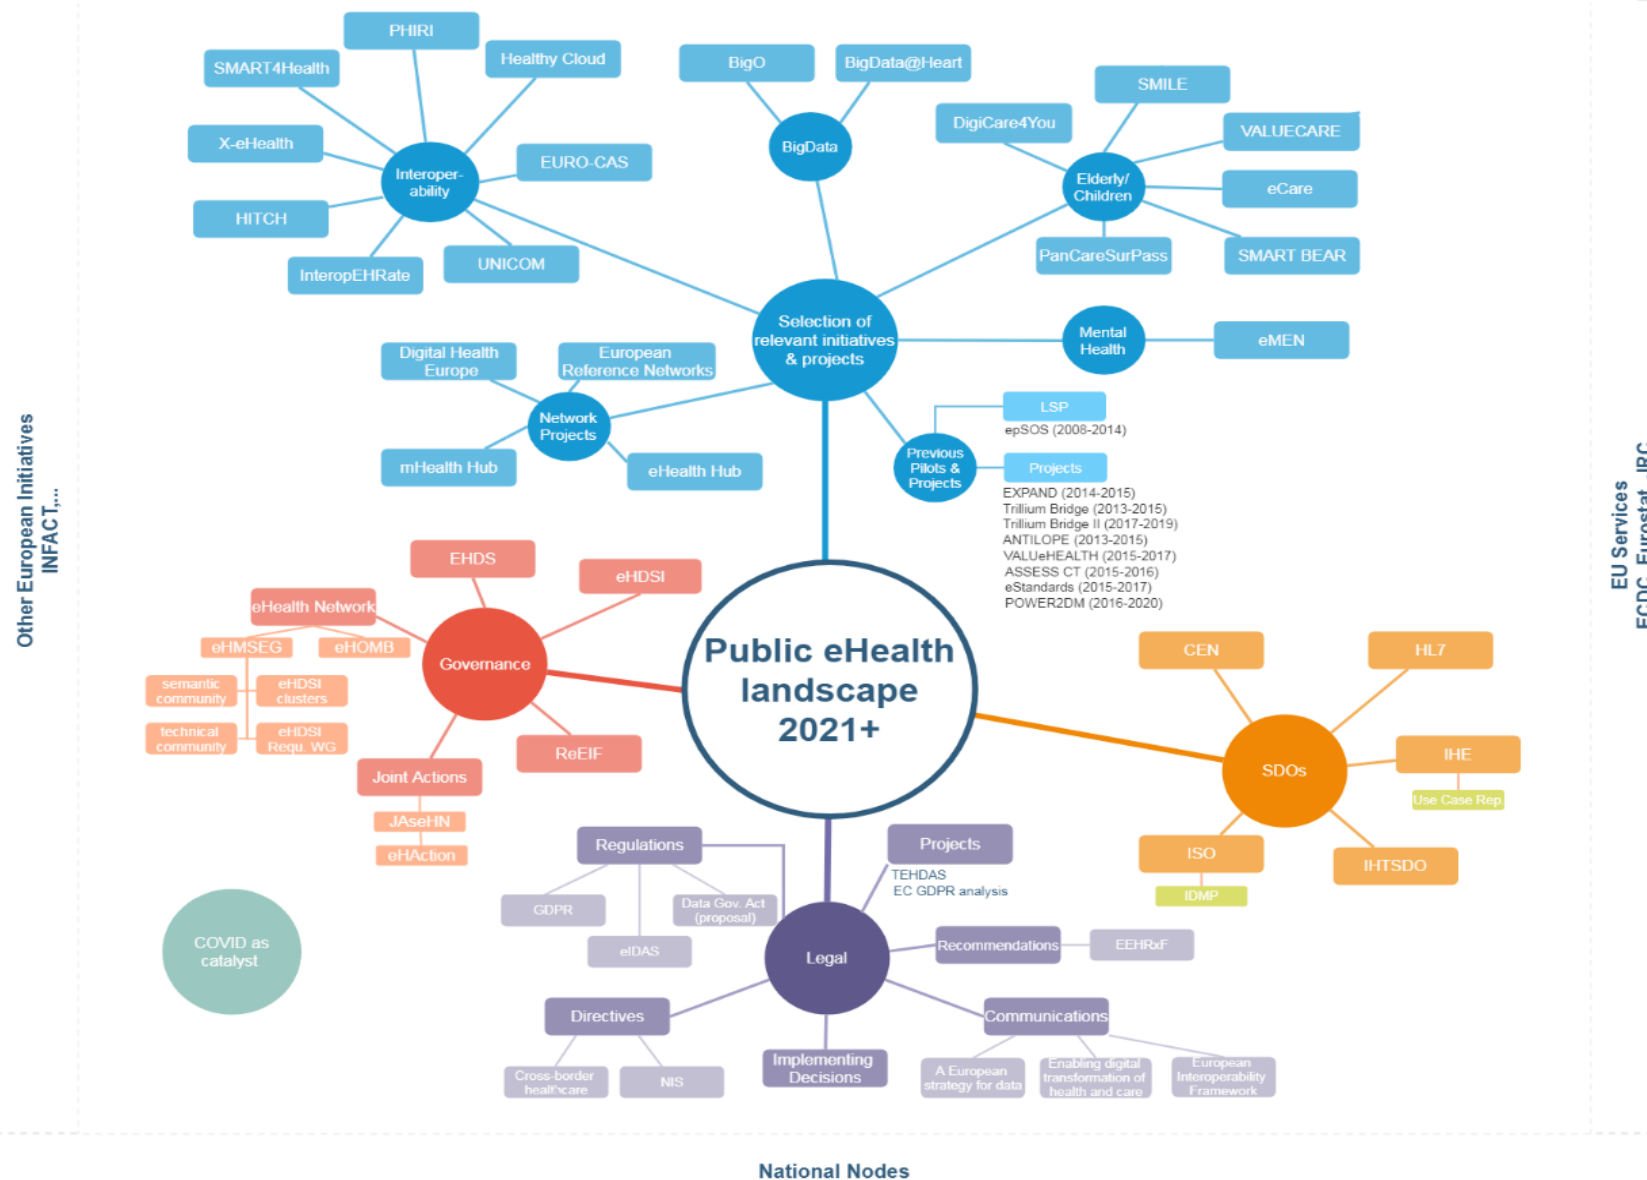 PHIRI
SMART4Health
Healthy Cloud
X-eHealth
Interoper-
ability
EURO-CAS
HITCH
InteropEHRate
UNICOM
BigO
BigData@Heart
BigData
SMILE
DigiCare4You
VALUECARE
Elderly/
Children
eCare
PanCareSurPass
SMART BEAR
Selection of
relevant initiatives
& projects
Mental
Health
eMEN
Digital Health
Europe
European
Reference Networks
Network
Projects
mHealth Hub
eHealth Hub
Previous
Pilots &
Projects
LSP
epSOS (2008-2014)
Projects
EXPAND (2014-2015)
Trillium Bridge (2013-2015)
Trillium Bridge II (2017-2019)
ANTILOPE (2013-2015)
VALUeHEALTH (2015-2017)
ASSESS CT (2015-2016)
eStandards (2015-2017)
POWER2DM (2016-2020)
Other European Initiatives
INFACT,...
EU Services
ECDC, Eurostat, JRC
EHDS
eHDSI
eHealth Network
eHMSEG
eHOMB
Governance
semantic
community
eHDSI
clusters
technical
community
eHDSI
Requ. WG
ReEIF
Joint Actions
JAseHN
eHAction
Public eHealth
landscape
2021+
CEN
HL7
SDOs
IHE
Use Case Rep.
ISO
IDMP
IHTSDO
COVID as
catalyst
Regulations
GDPR
eIDAS
Data Gov. Act
(proposal)
Projects
TEHDAS
EC GDPR analysis
Legal
Recommendations
EEHRxF
Directives
Cross-border
healthcare
NIS
Implementing
Decisions
Communications
A European
strategy for data
Enabling digital
transformation of
health and care
European
Interoperability
Framework
National Nodes